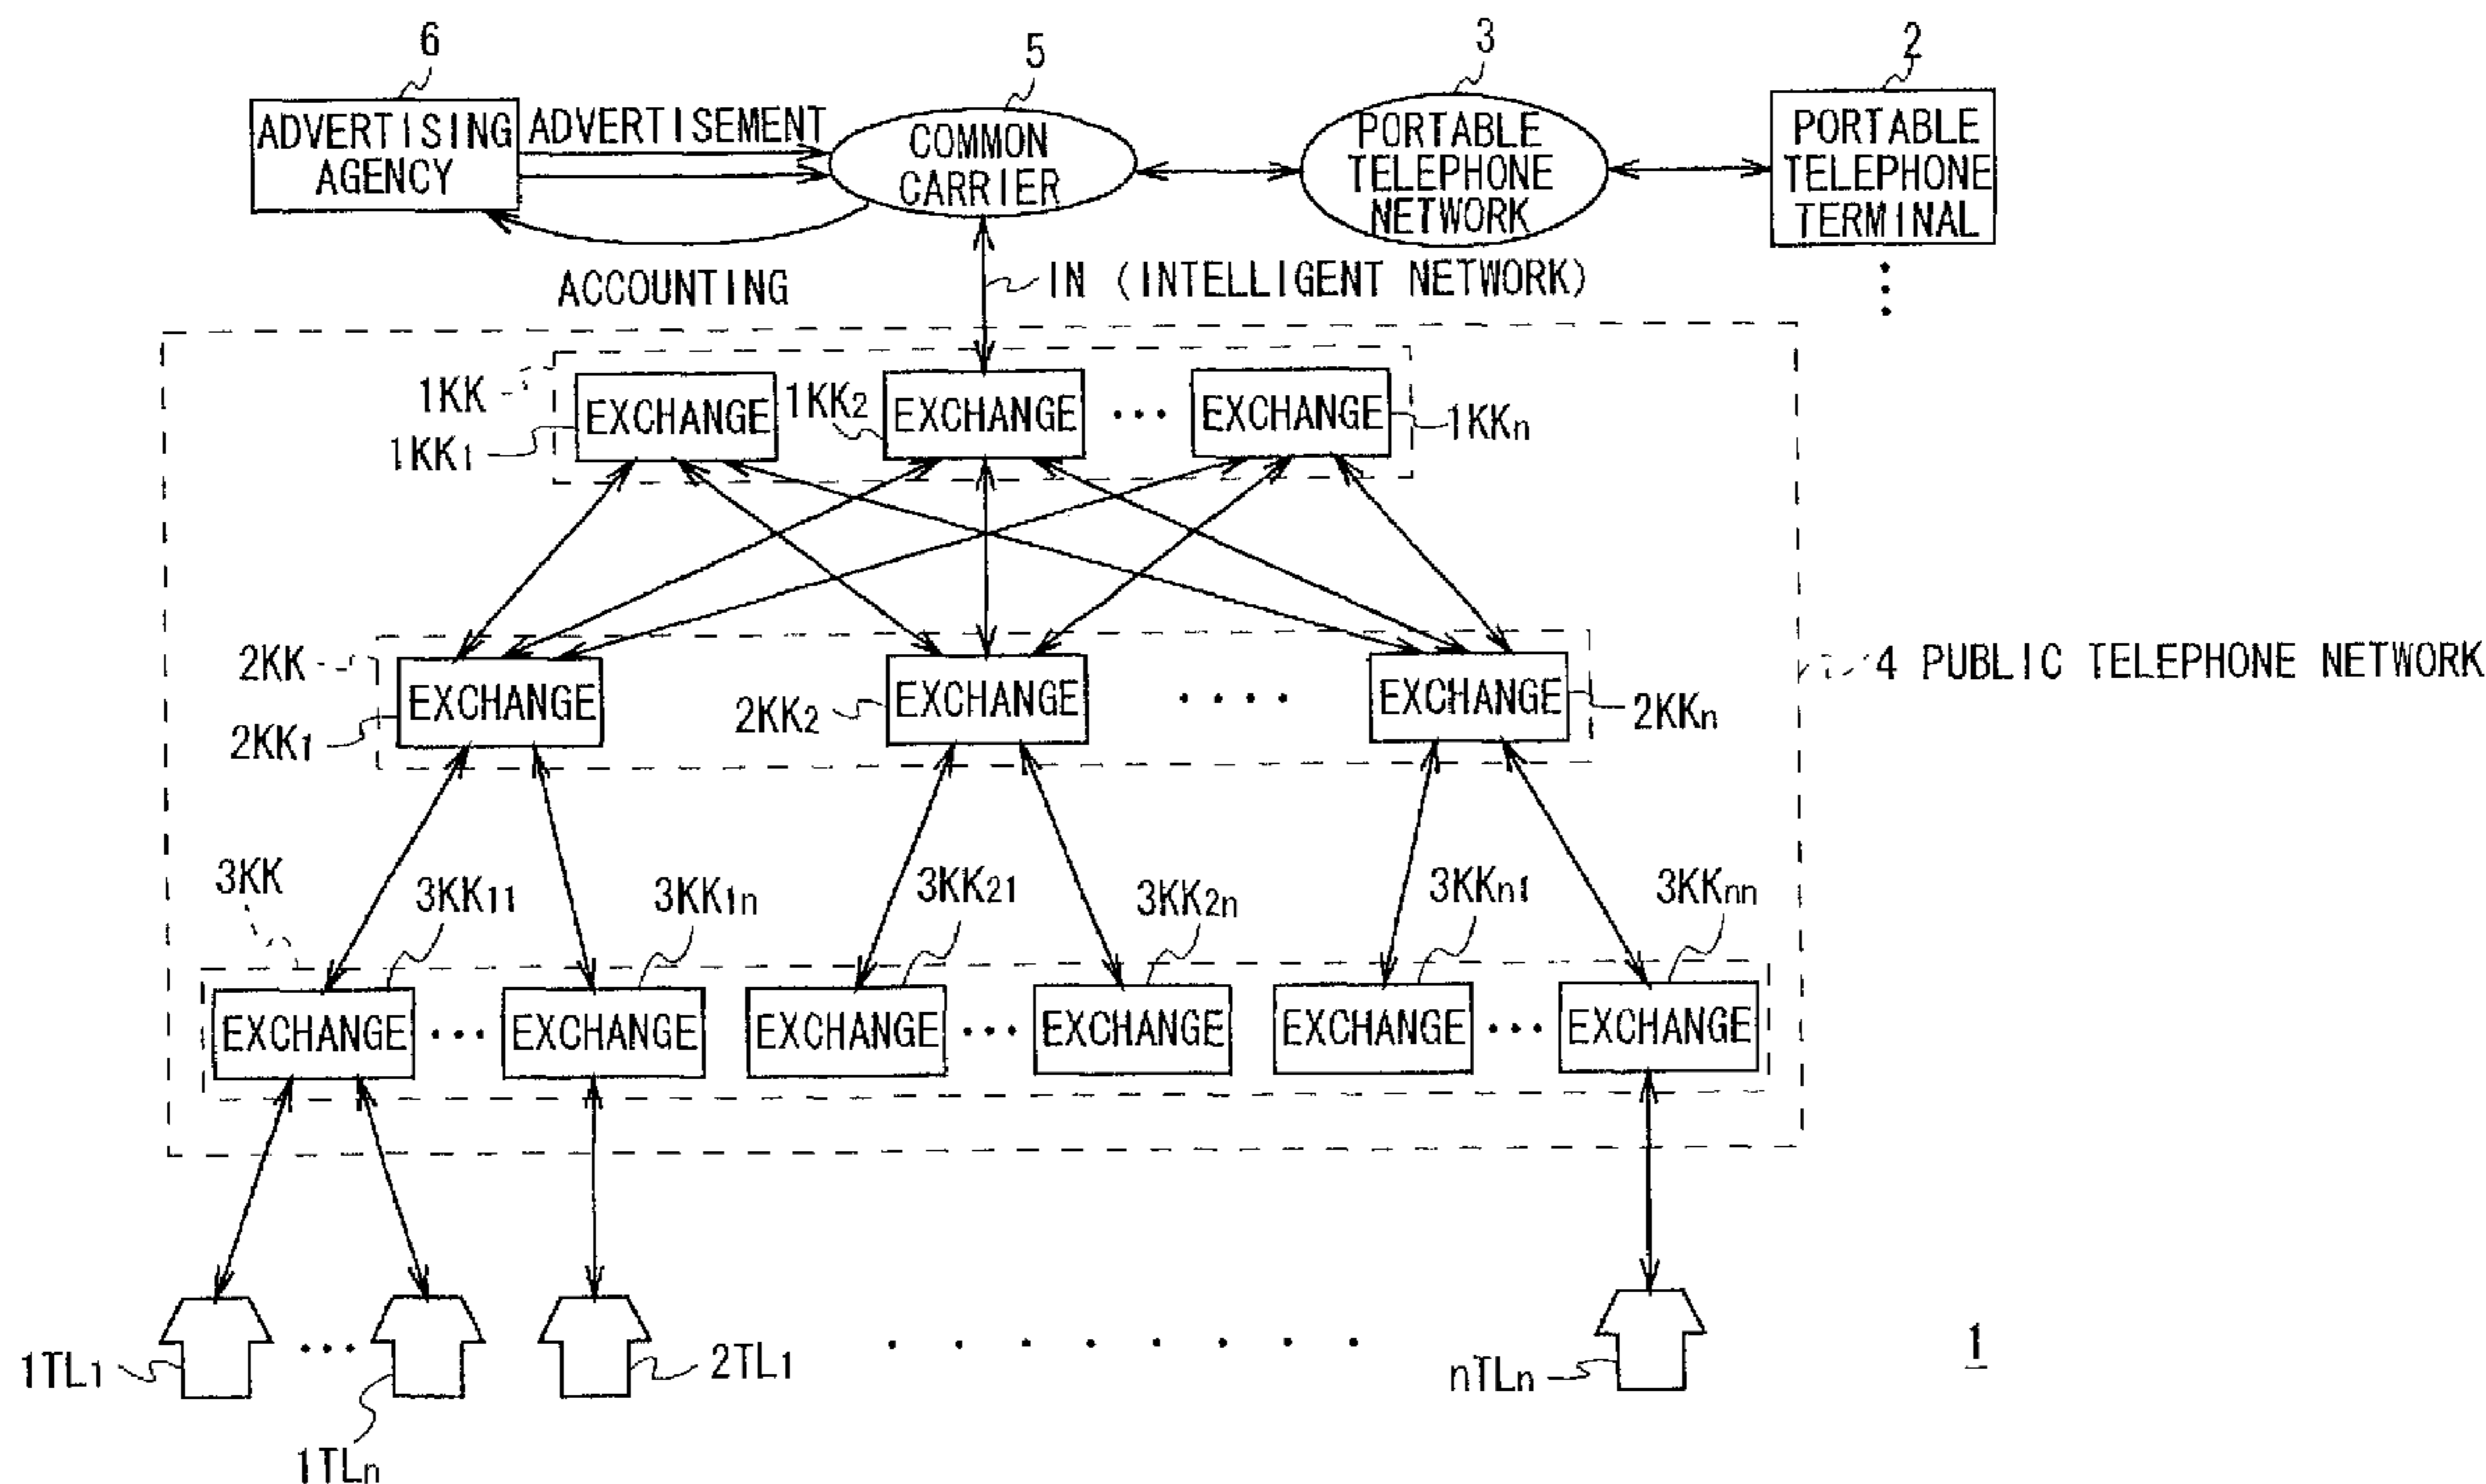 6
5
3
2
ADVERTISING
AGENCY
ADVERTISEMENT
COMMON
CARRIER
PORTABLE
TELEPHONE
NETWORK
PORTABLE
TELEPHONE
TERMINAL
ACCOUNTING
IN (INTELLIGENT NETWORK)
1KK
1KK1
EXCHANGE
1KK2
EXCHANGE
...
EXCHANGE
1KKn
2KK
2KK1
EXCHANGE
2KK2
EXCHANGE
....
EXCHANGE
2KKn
4 PUBLIC TELEPHONE NETWORK
3KK
3KK11
3KK1n
3KK21
3KK2n
3KKn1
3KKnn
EXCHANGE
...
EXCHANGE
EXCHANGE
...
EXCHANGE
EXCHANGE
...
EXCHANGE
1TL1
...
1TLn
2TL1
........
nTLn
1